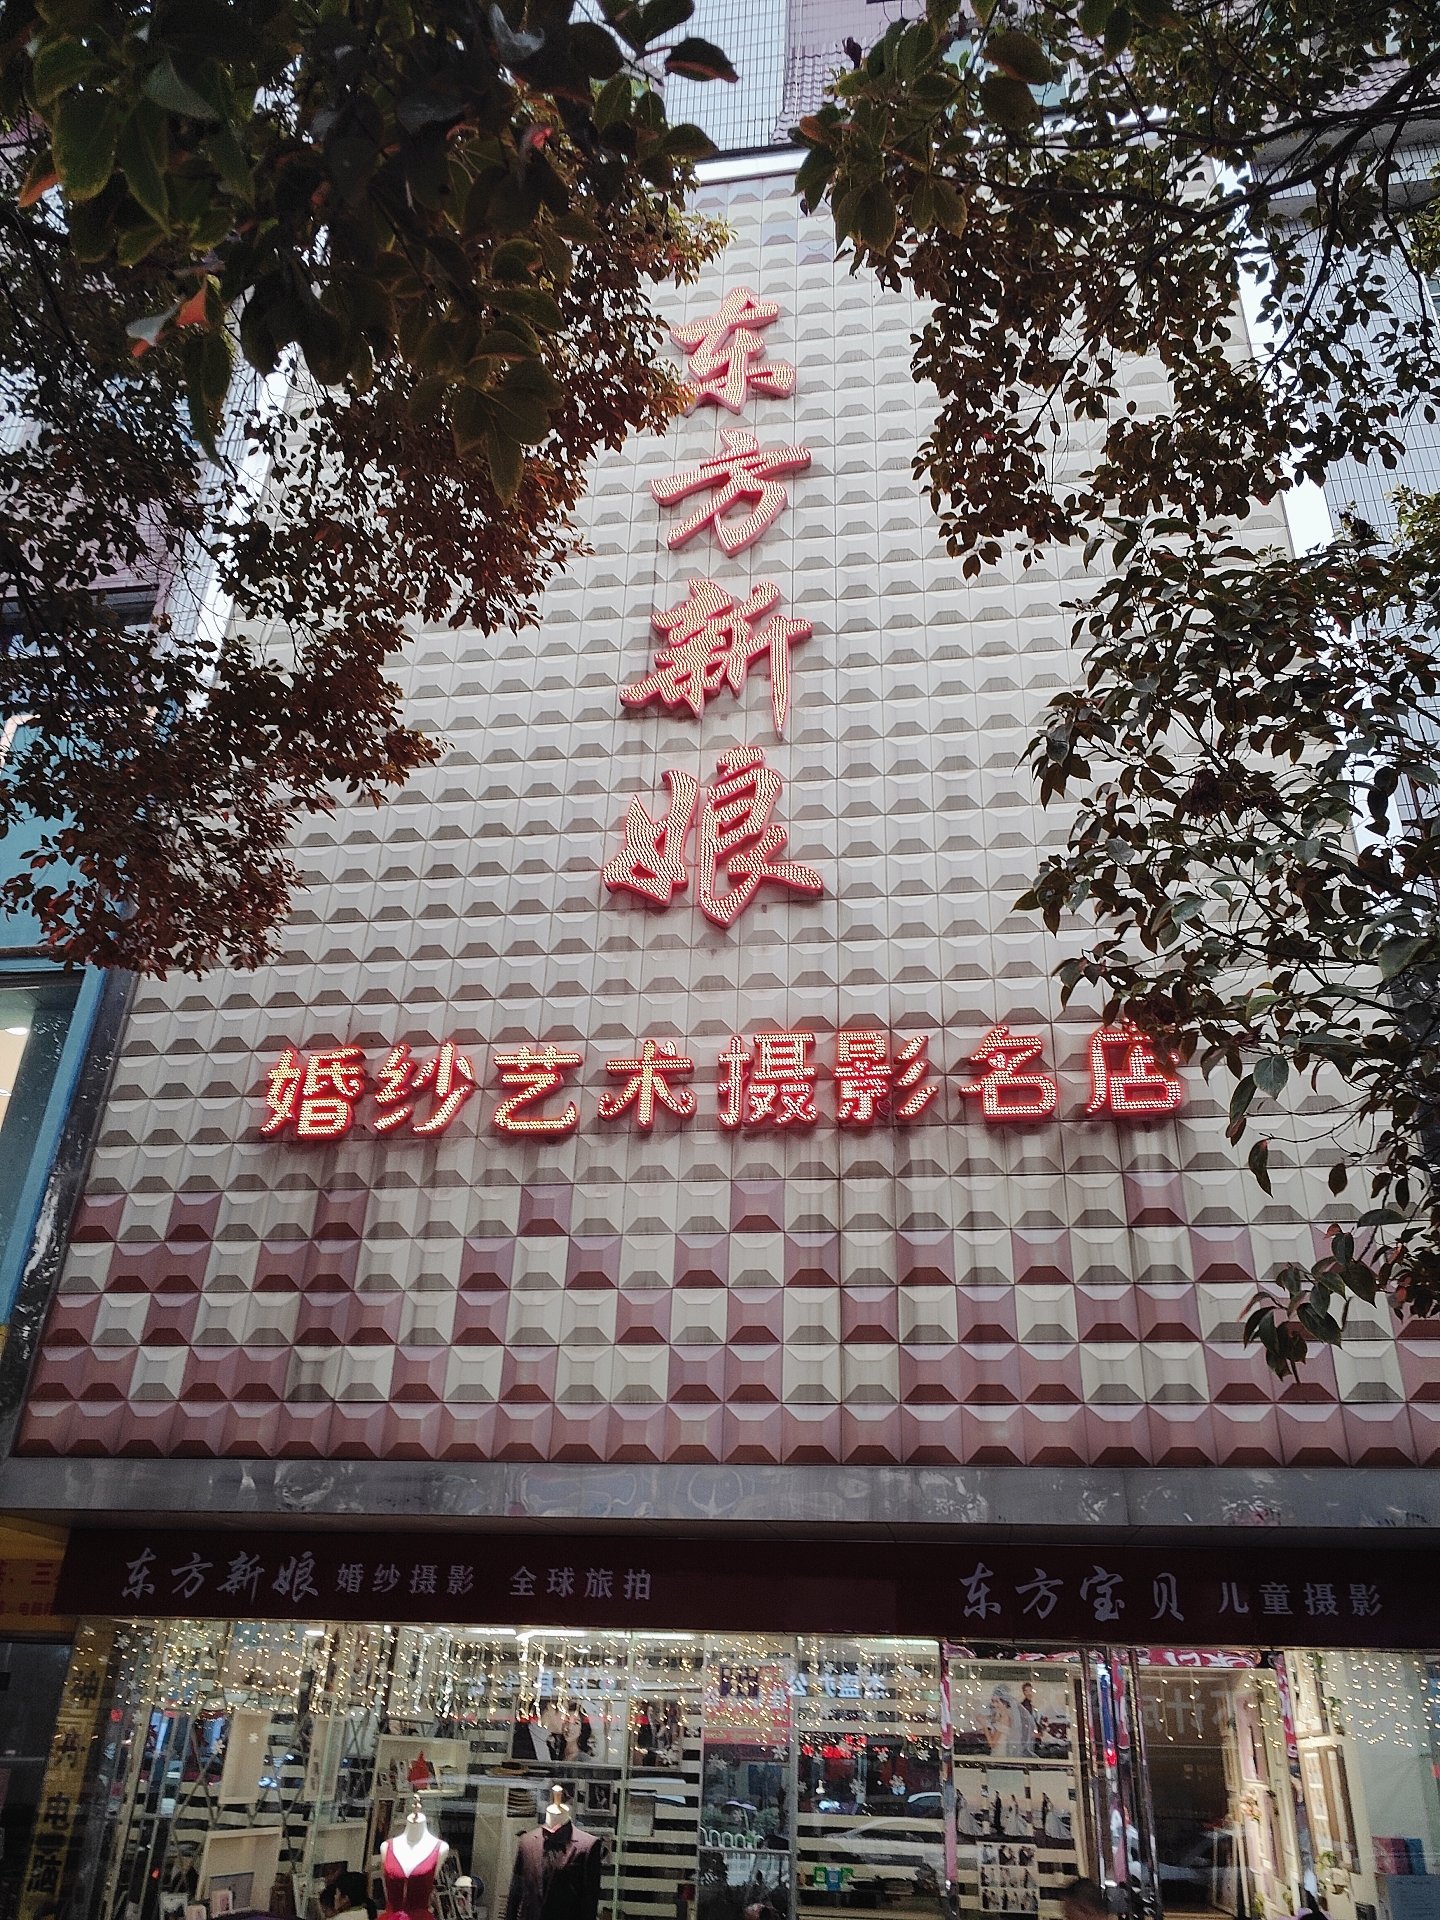 东方新娘
婚纱艺术摄影名店
东方新娘 婚纱摄影 全球旅拍
东方宝贝 儿童摄影